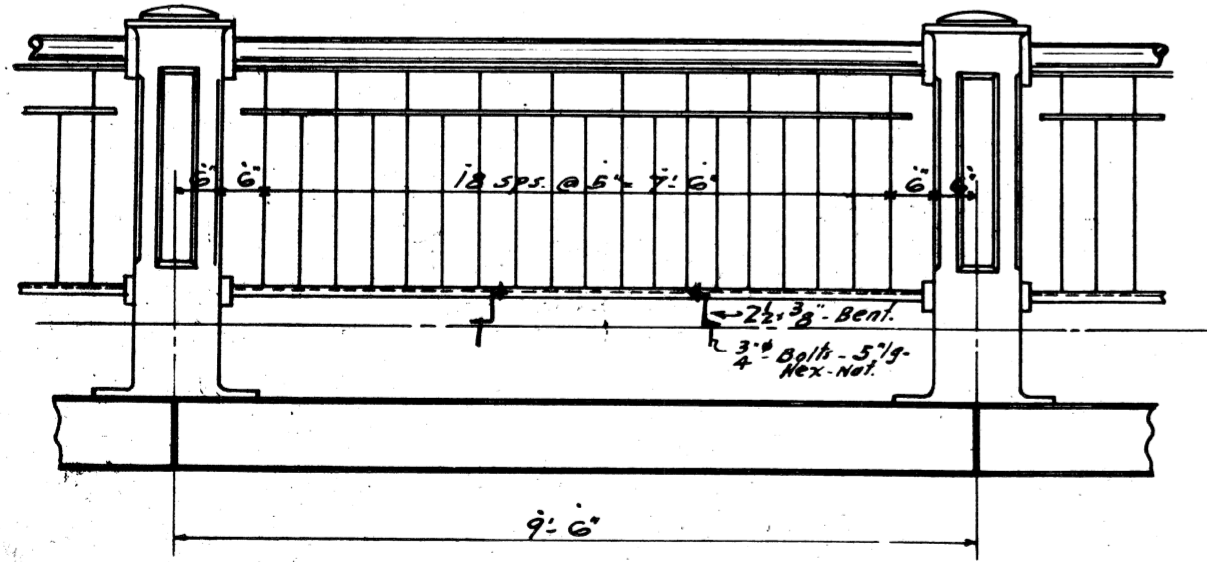 6" 6" 18 sps. @ 5" = 7'-6" 6" 6"
2½ x ⅜" - Bent.
¾"ø Bolts - 5" lg -
Hex - Nut.
9'-6"